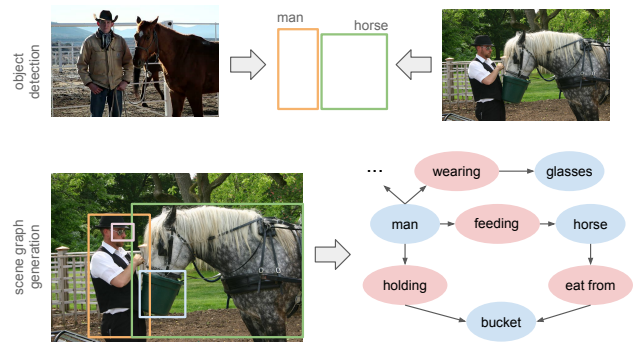 man
horse
object
detection
...
wearing
glasses
man
feeding
horse
scene graph
generation
holding
eat from
bucket